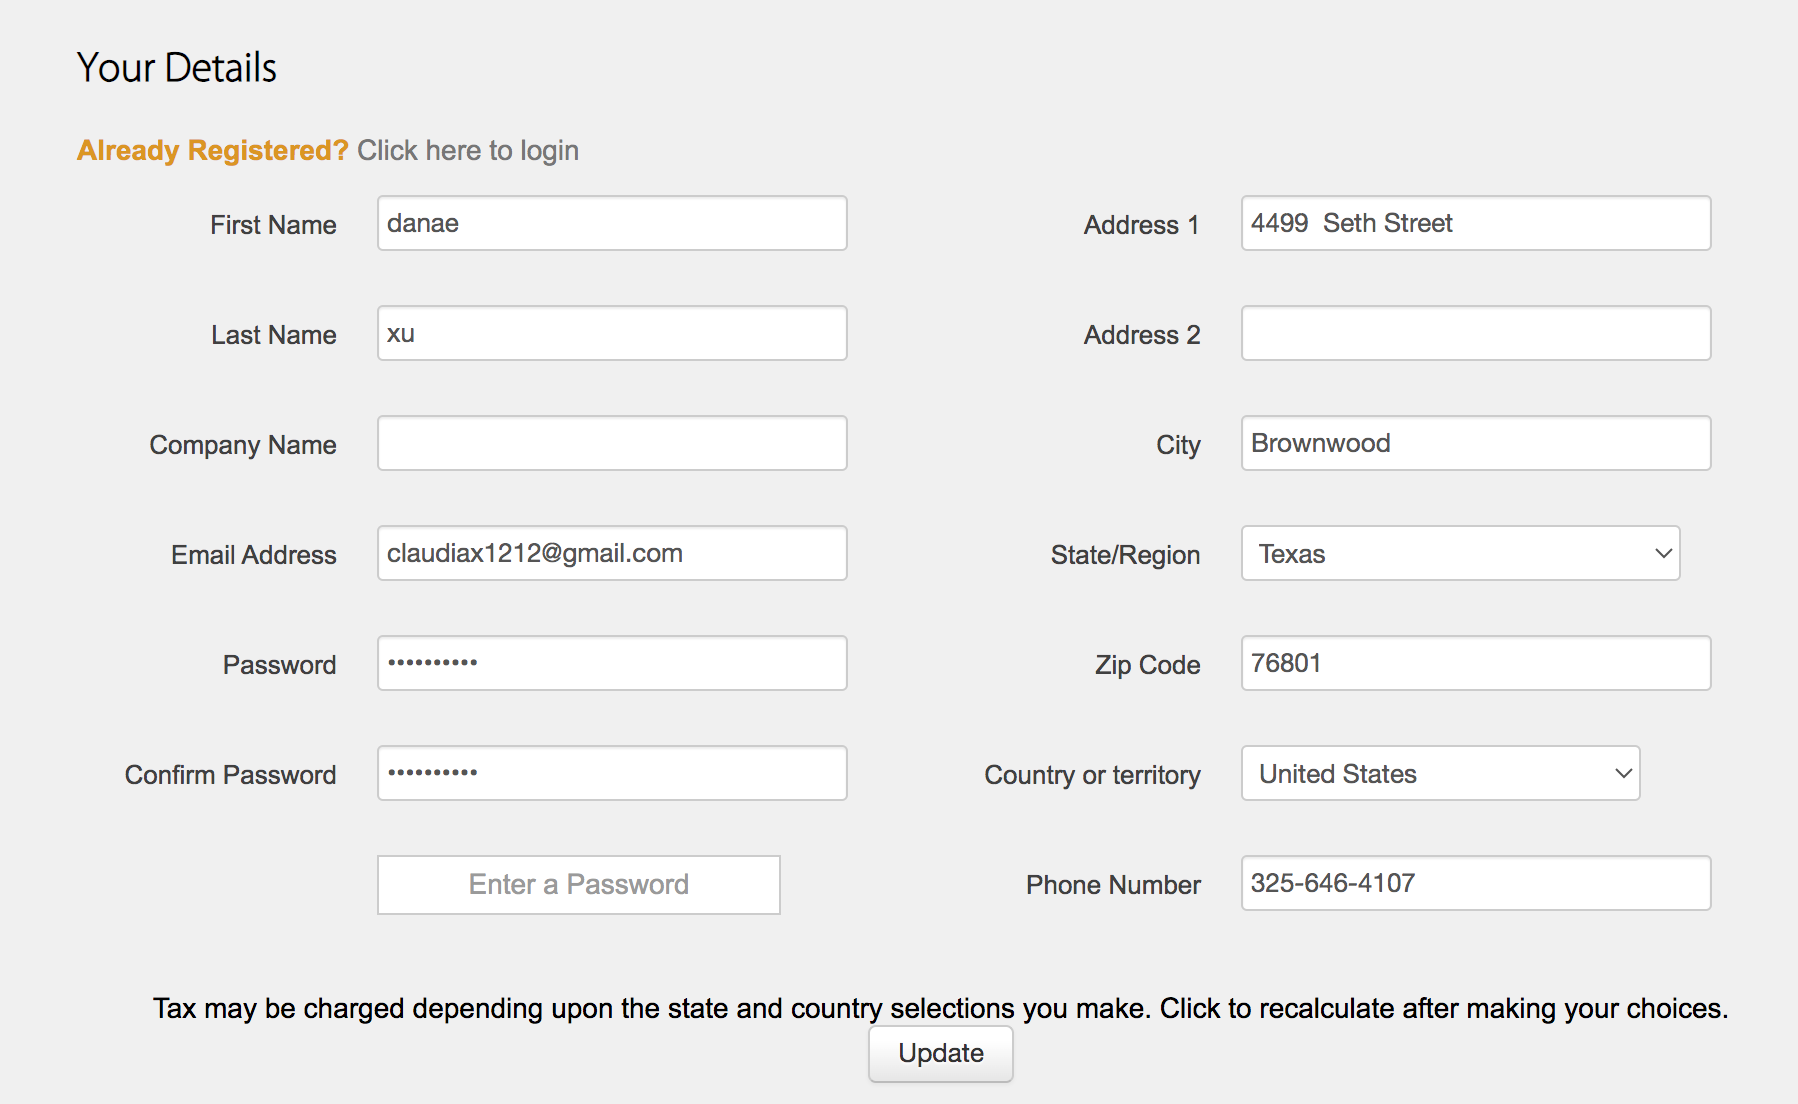 Your Details
Already Registered? Click here to login
First Name danae
Last Name xu
Company Name
Email Address claudiax1212@gmail.com
Password ••••••••••
Confirm Password ••••••••••
Enter a Password
Address 1 4499  Seth Street
Address 2
City Brownwood
State/Region Texas
Zip Code 76801
Country or territory United States
Phone Number 325-646-4107
Tax may be charged depending upon the state and country selections you make. Click to recalculate after making your choices.
Update